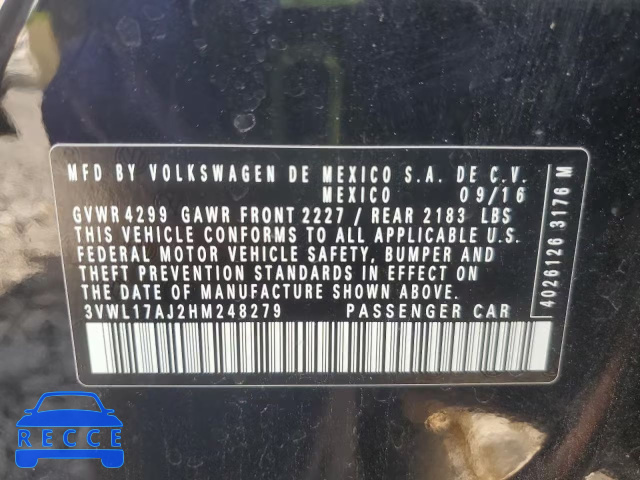 MFD BY VOLKSWAGEN DE MEXICO S.A. DE C.V.
MEXICO 09/16
GVWR 4299 GAWR FRONT 2227 / REAR 2183 LBS
THIS VEHICLE CONFORMS TO ALL APPLICABLE U.S.
FEDERAL MOTOR VEHICLE SAFETY, BUMPER AND
THEFT PREVENTION STANDARDS IN EFFECT ON
THE DATE OF MANUFACTURE SHOWN ABOVE.
3VWL17AJ2HM248279 PASSENGER CAR
4026126 3176 M
RECCE